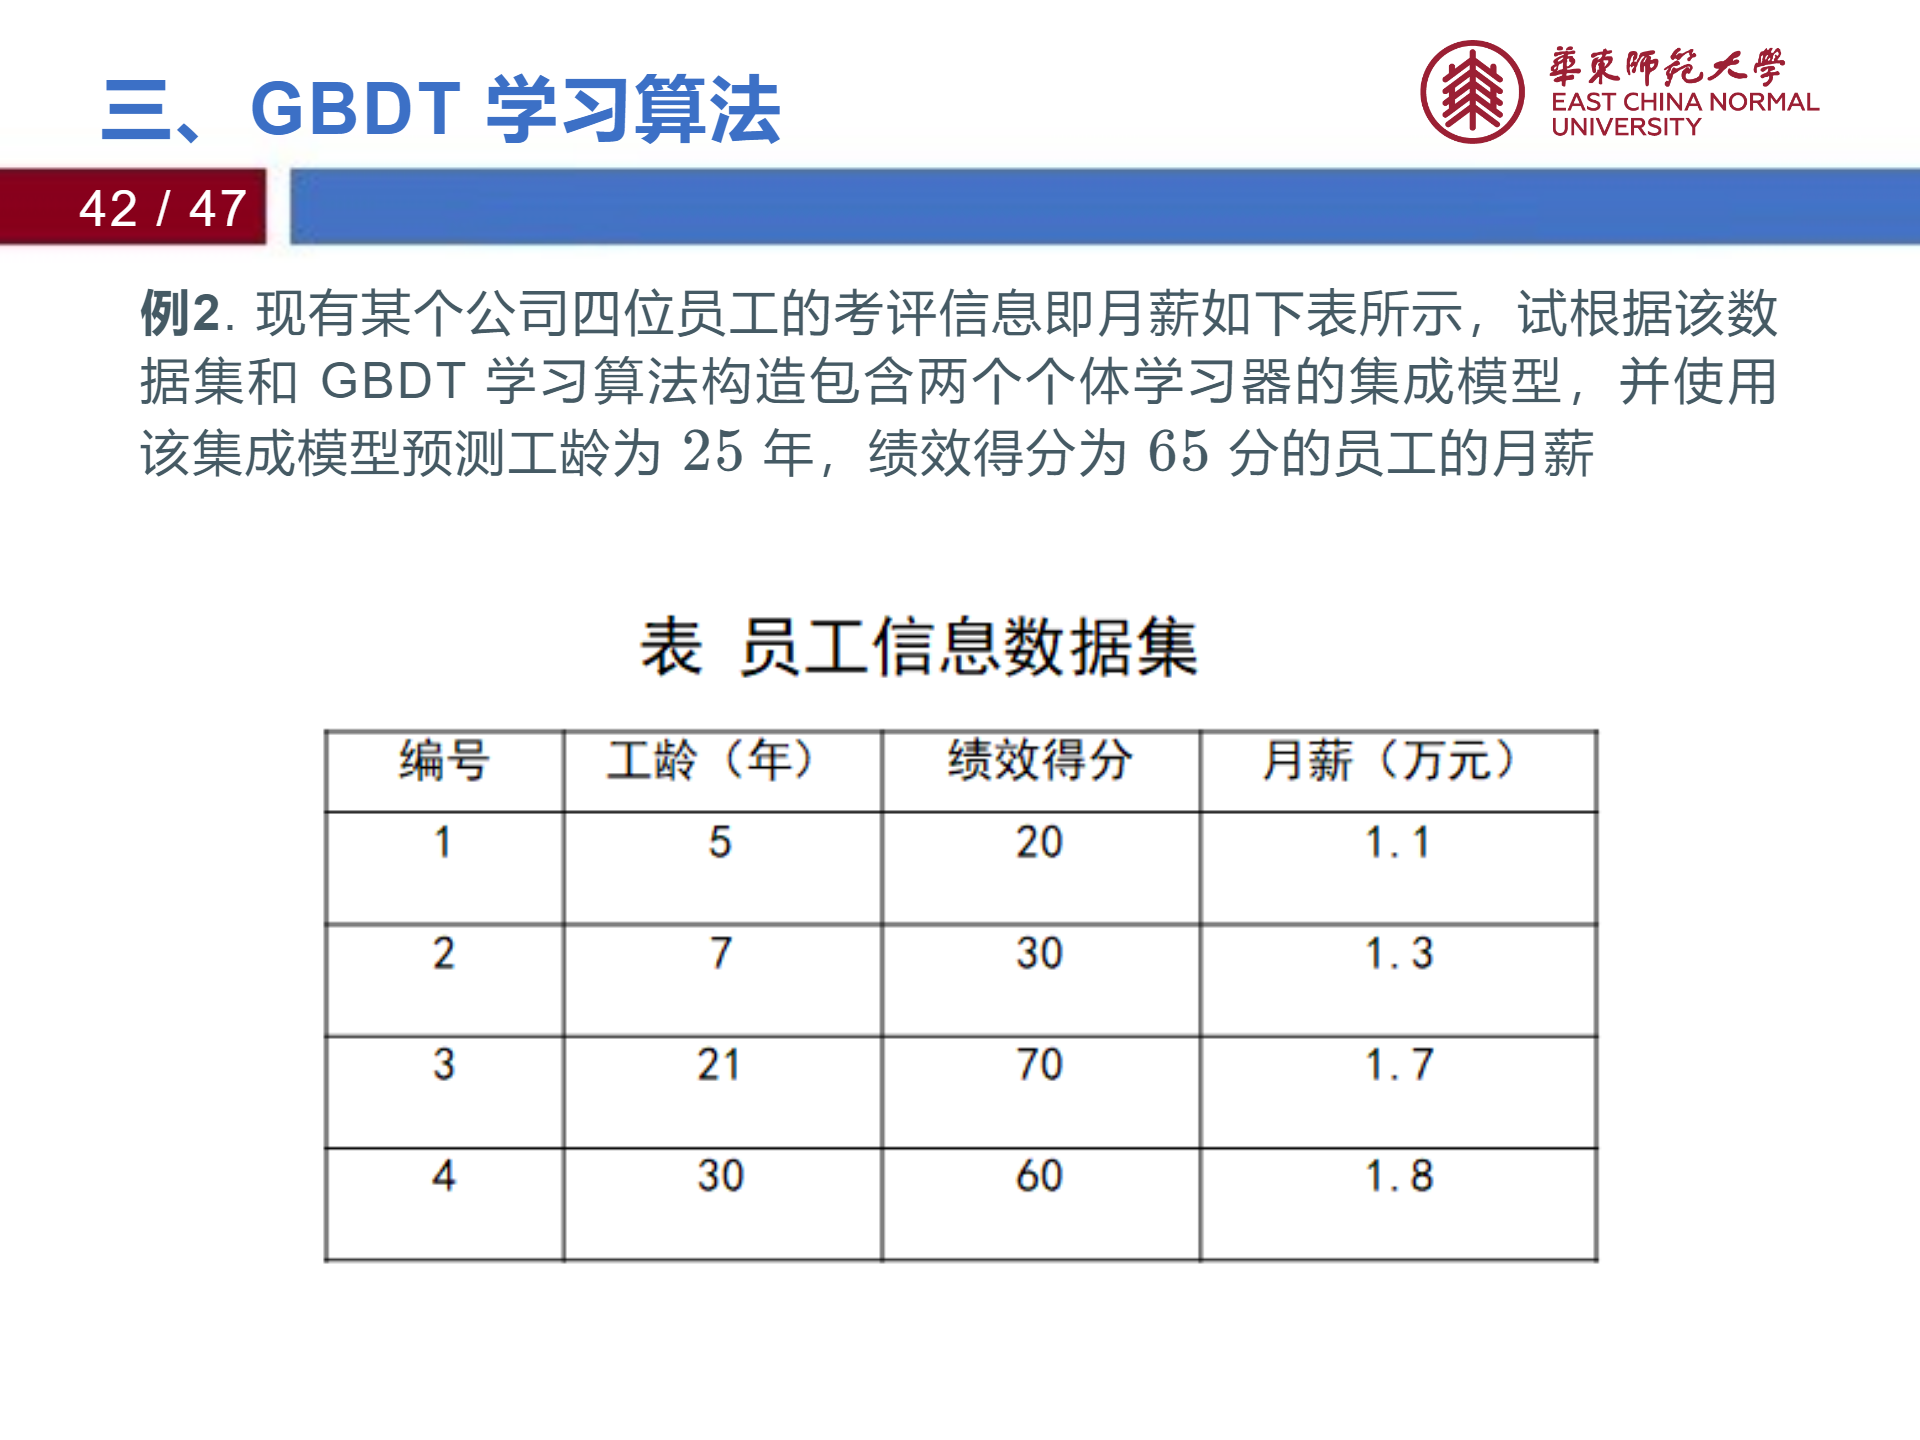 三、GBDT 学习算法
華東師範大學
EAST CHINA NORMAL
UNIVERSITY
42 / 47
例2. 现有某个公司四位员工的考评信息即月薪如下表所示，试根据该数
据集和 GBDT 学习算法构造包含两个个体学习器的集成模型，并使用
该集成模型预测工龄为 25 年，绩效得分为 65 分的员工的月薪
表 员工信息数据集
编号 工龄（年） 绩效得分 月薪（万元）
1 5 20 1.1
2 7 30 1.3
3 21 70 1.7
4 30 60 1.8